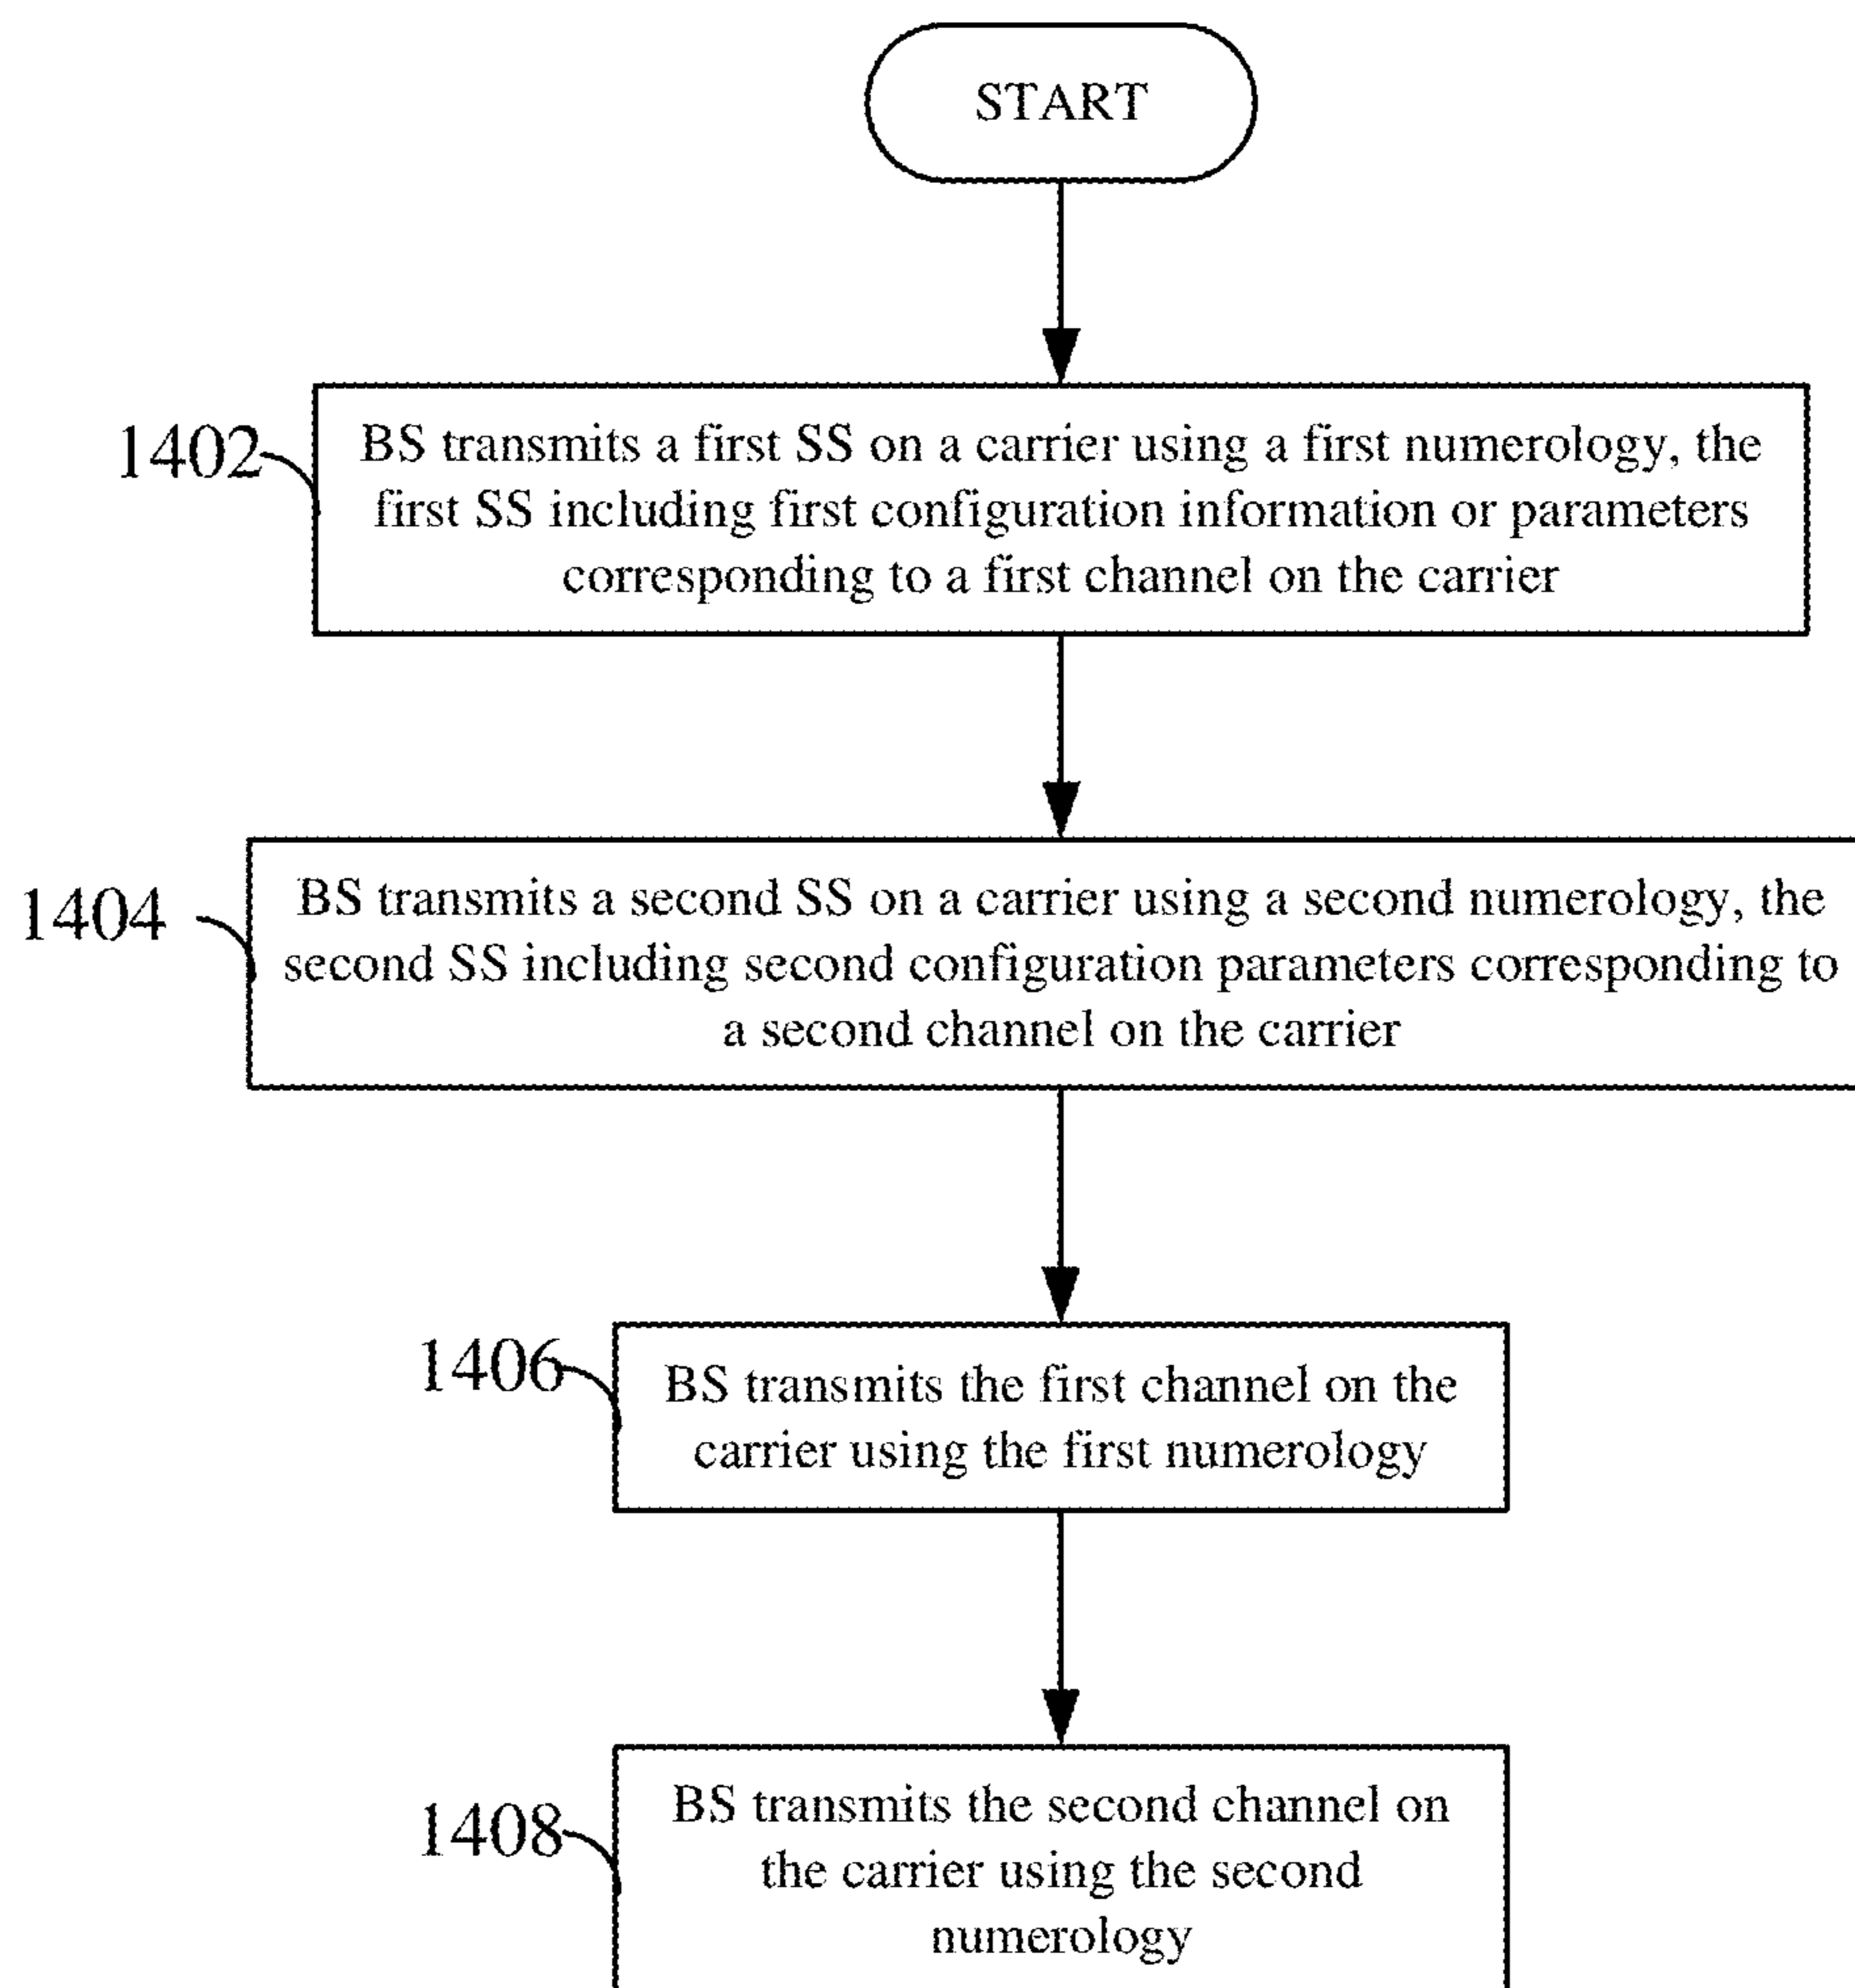 START
1402
BS transmits a first SS on a carrier using a first numerology, the
first SS including first configuration information or parameters
corresponding to a first channel on the carrier
1404
BS transmits a second SS on a carrier using a second numerology, the
second SS including second configuration parameters corresponding to
a second channel on the carrier
1406
BS transmits the first channel on the
carrier using the first numerology
1408
BS transmits the second channel on
the carrier using the second
numerology